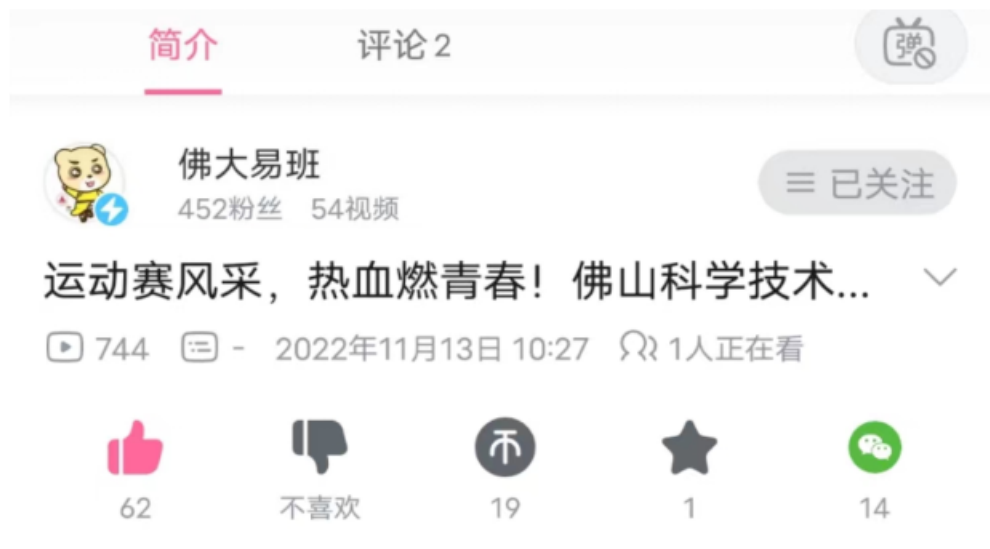 简介 评论2 弹
佛大易班
452粉丝 54视频 已关注
运动赛风采，热血燃青春！佛山科学技术...
744 - 2022年11月13日 10:27 1人正在看
62 不喜欢 19 1 14